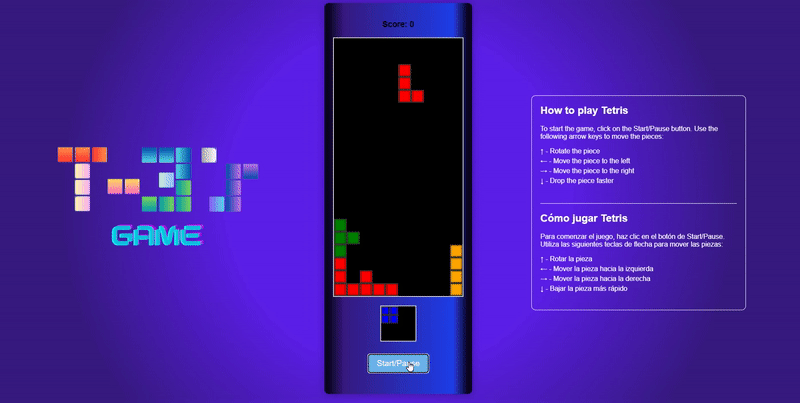 Score: 0
GAME
How to play Tetris
To start the game, click on the Start/Pause button. Use the
following arrow keys to move the pieces:
↑ - Rotate the piece
← - Move the piece to the left
→ - Move the piece to the right
↓ - Drop the piece faster
Cómo jugar Tetris
Para comenzar el juego, haz clic en el botón de Start/Pause.
Utiliza las siguientes teclas de flecha para mover las piezas:
↑ - Rotar la pieza
← - Mover la pieza hacia la izquierda
→ - Mover la pieza hacia la derecha
↓ - Bajar la pieza más rápido
Start/Pause